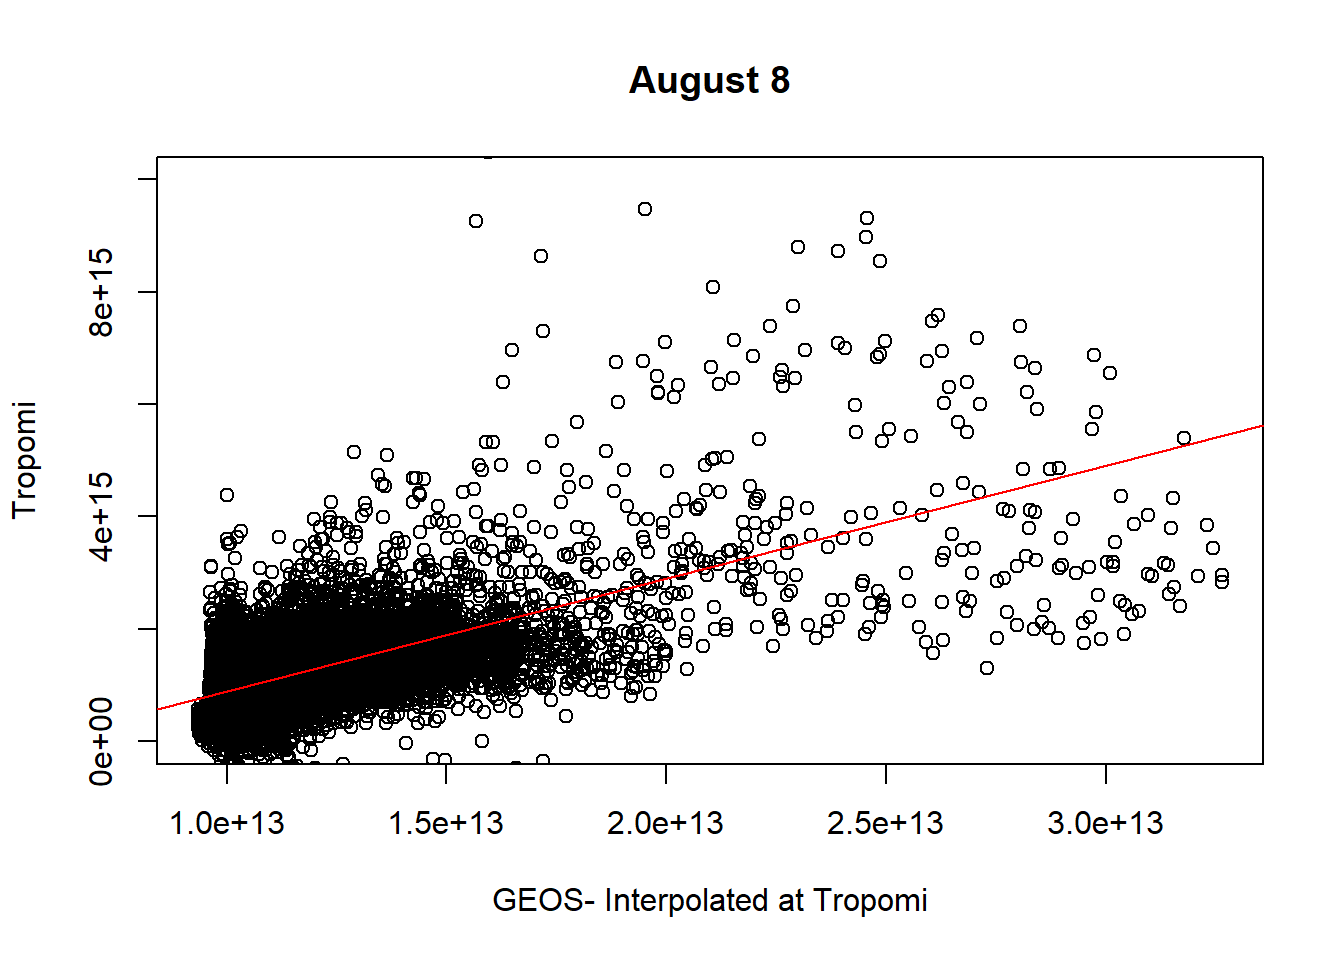 August 8
Tropomi
8e+15
4e+15
0e+00
1.0e+13 1.5e+13 2.0e+13 2.5e+13 3.0e+13
GEOS- Interpolated at Tropomi